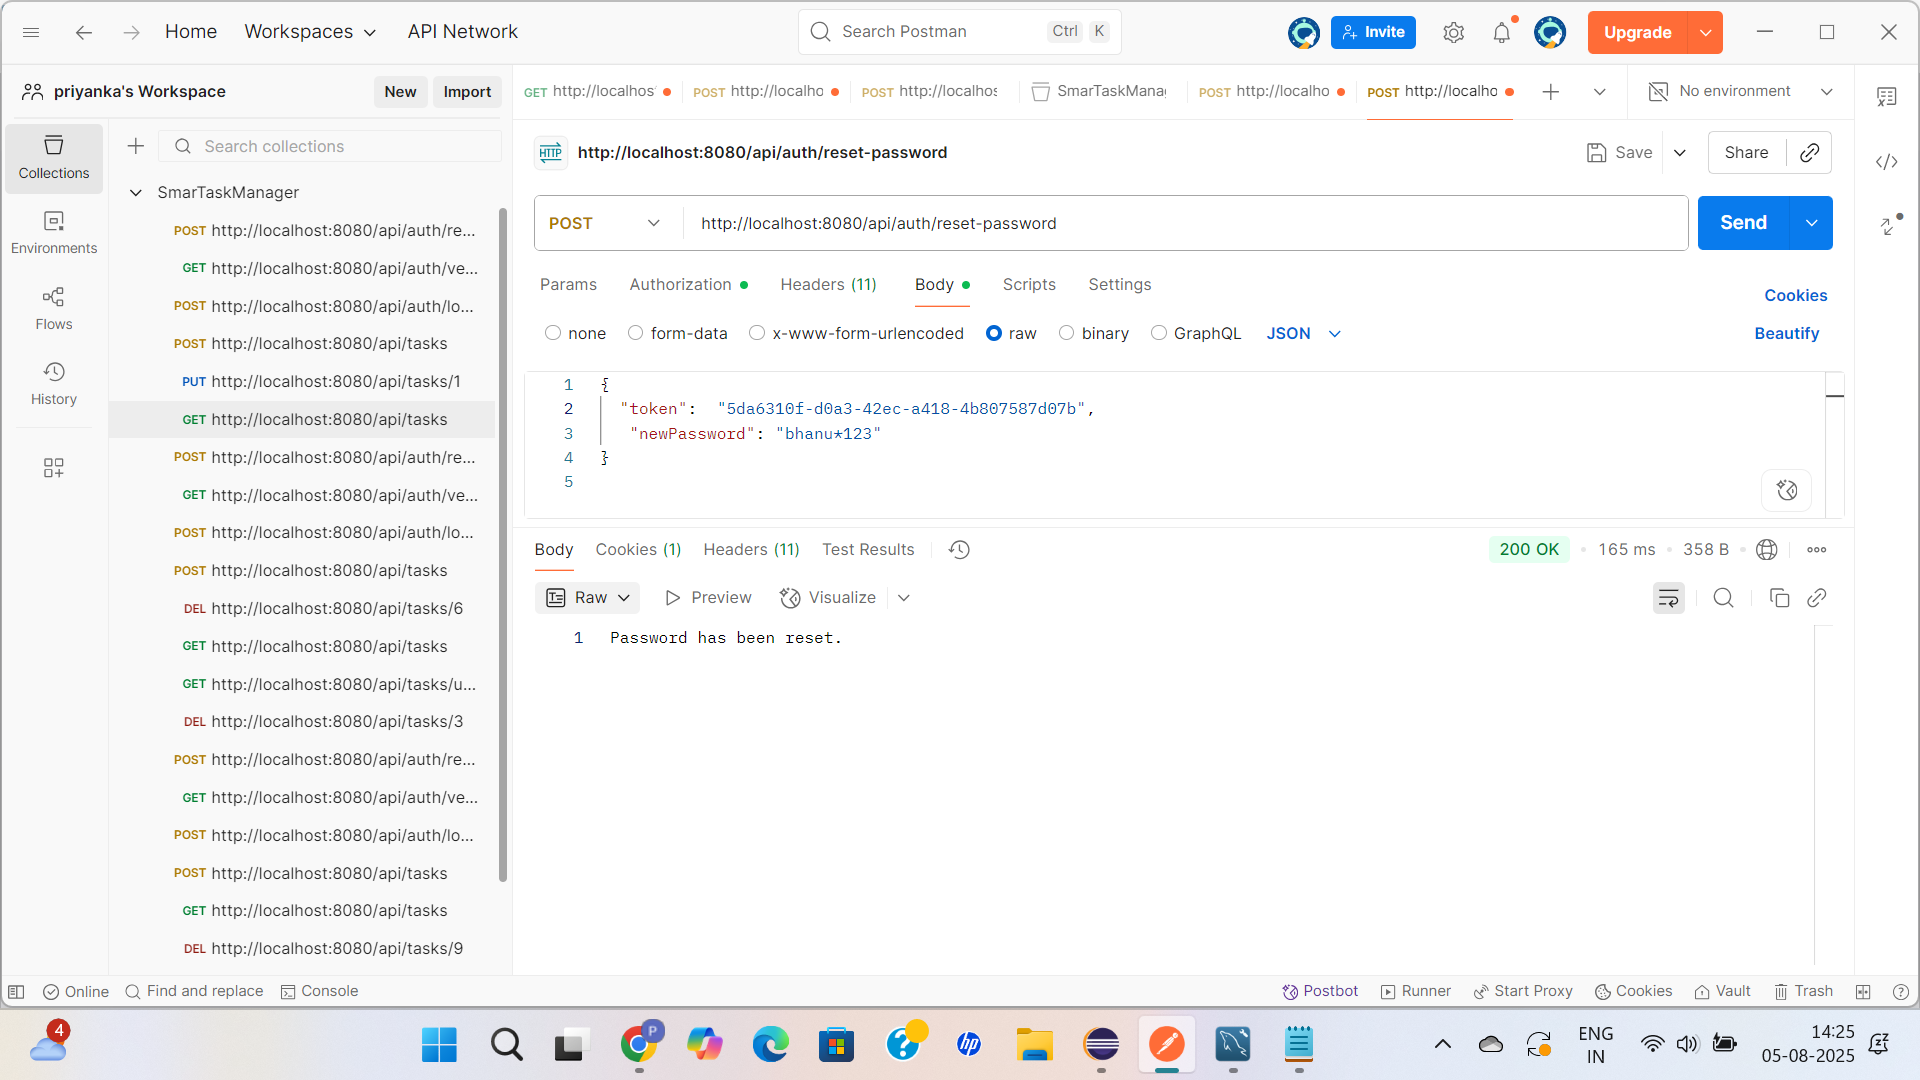 Home
Workspaces
API Network
Search Postman
Ctrl K
Invite
Upgrade
priyanka's Workspace
New
Import
GET http://localhos
POST http://localho
POST http://localhos
SmarTaskMana
POST http://localho
POST http://localho
No environment
Collections
Environments
Flows
History
Search collections
SmarTaskManager
POST http://localhost:8080/api/auth/re...
GET http://localhost:8080/api/auth/ve...
POST http://localhost:8080/api/auth/lo...
POST http://localhost:8080/api/tasks
PUT http://localhost:8080/api/tasks/1
GET http://localhost:8080/api/tasks
POST http://localhost:8080/api/auth/re...
GET http://localhost:8080/api/auth/ve...
POST http://localhost:8080/api/auth/lo...
POST http://localhost:8080/api/tasks
DEL http://localhost:8080/api/tasks/6
GET http://localhost:8080/api/tasks
GET http://localhost:8080/api/tasks/u...
DEL http://localhost:8080/api/tasks/3
POST http://localhost:8080/api/auth/re...
GET http://localhost:8080/api/auth/ve...
POST http://localhost:8080/api/auth/lo...
POST http://localhost:8080/api/tasks
GET http://localhost:8080/api/tasks
DEL http://localhost:8080/api/tasks/9
HTTP http://localhost:8080/api/auth/reset-password
Save
Share
POST http://localhost:8080/api/auth/reset-password
Send
Params Authorization Headers (11) Body Scripts Settings
Cookies
none form-data x-www-form-urlencoded raw binary GraphQL JSON
Beautify
1 {
2 "token": "5da6310f-d0a3-42ec-a418-4b807587d07b",
3 "newPassword": "bhanu*123"
4 }
5
Body Cookies (1) Headers (11) Test Results
200 OK 165 ms 358 B
Raw Preview Visualize
1 Password has been reset.
Online Find and replace Console
Postbot Runner Start Proxy Cookies Vault Trash
4
P
hp
ENG
IN
14:25
05-08-2025